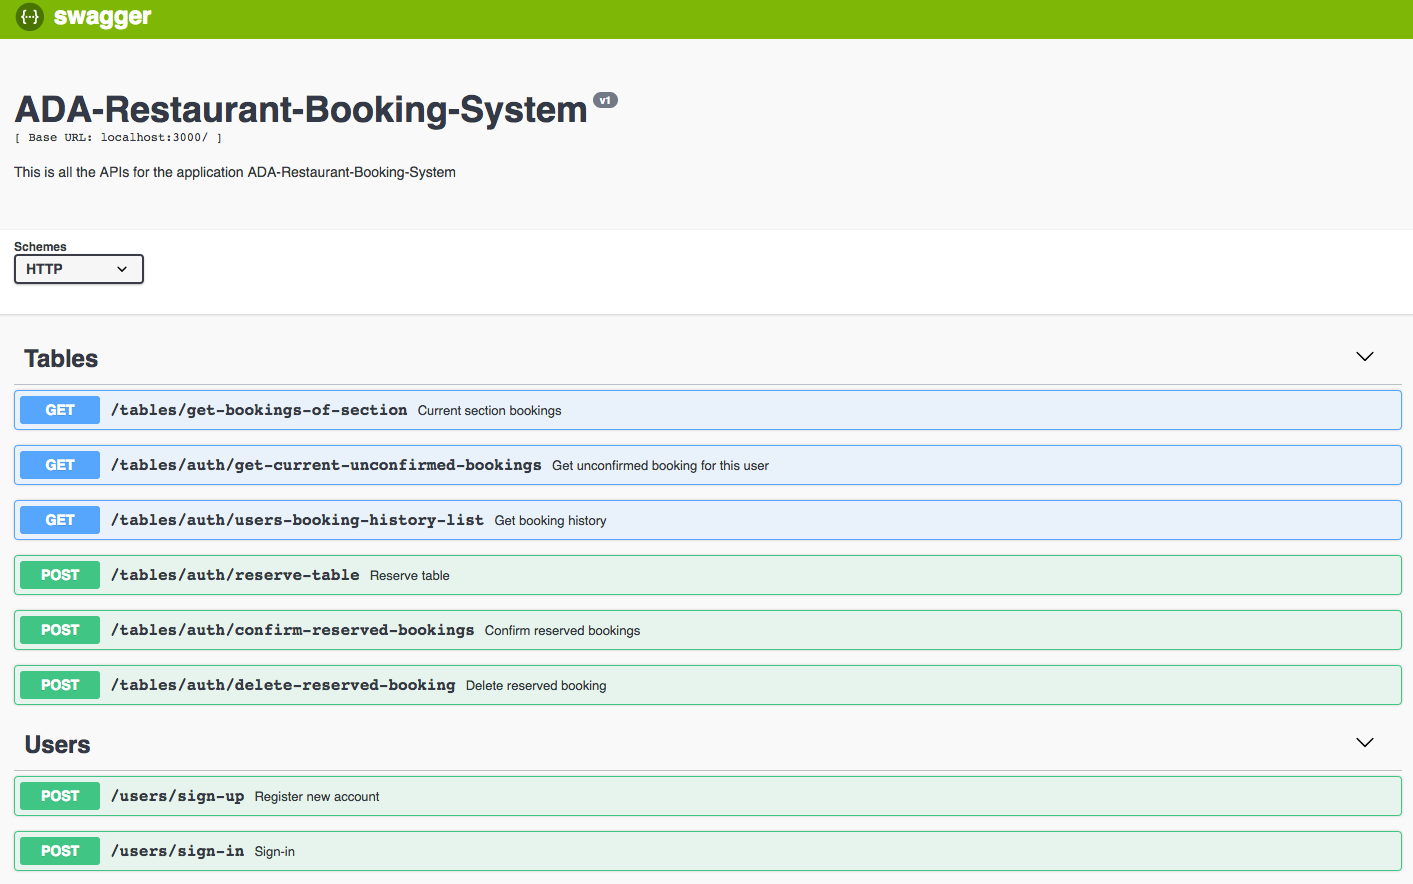 {···} swagger
ADA-Restaurant-Booking-System v1
[ Base URL: localhost:3000/ ]
This is all the APIs for the application ADA-Restaurant-Booking-System
Schemes
HTTP
Tables
GET /tables/get-bookings-of-section Current section bookings
GET /tables/auth/get-current-unconfirmed-bookings Get unconfirmed booking for this user
GET /tables/auth/users-booking-history-list Get booking history
POST /tables/auth/reserve-table Reserve table
POST /tables/auth/confirm-reserved-bookings Confirm reserved bookings
POST /tables/auth/delete-reserved-booking Delete reserved booking
Users
POST /users/sign-up Register new account
POST /users/sign-in Sign-in